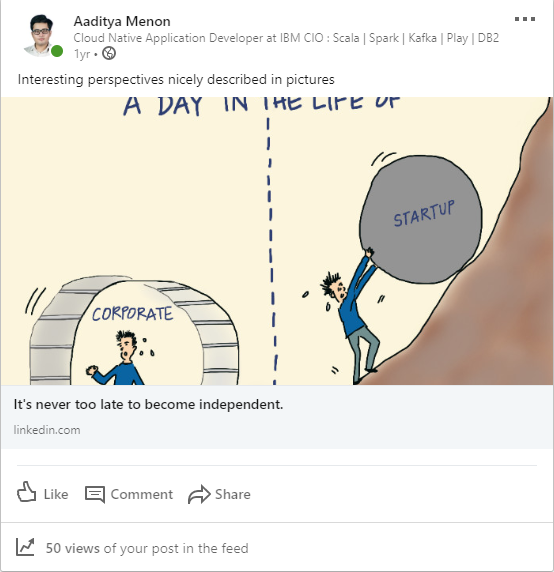 Aaditya Menon
Cloud Native Application Developer at IBM CIO : Scala | Spark | Kafka | Play | DB2
1yr •
Interesting perspectives nicely described in pictures
A DAY IN THE LIFE OF
STARTUP
CORPORATE
It's never too late to become independent.
linkedin.com
Like Comment Share
50 views of your post in the feed